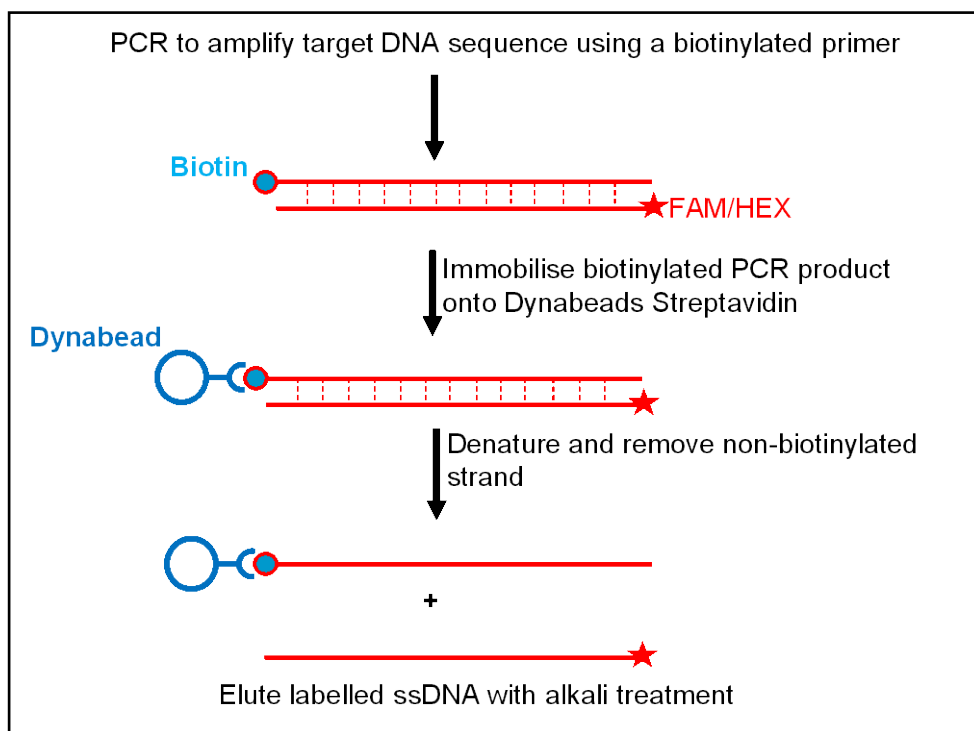 PCR to amplify target DNA sequence using a biotinylated primer
Biotin
FAM/HEX
Immobilise biotinylated PCR product
onto Dynabeads Streptavidin
Dynabead
Denature and remove non-biotinylated
strand
+
Elute labelled ssDNA with alkali treatment